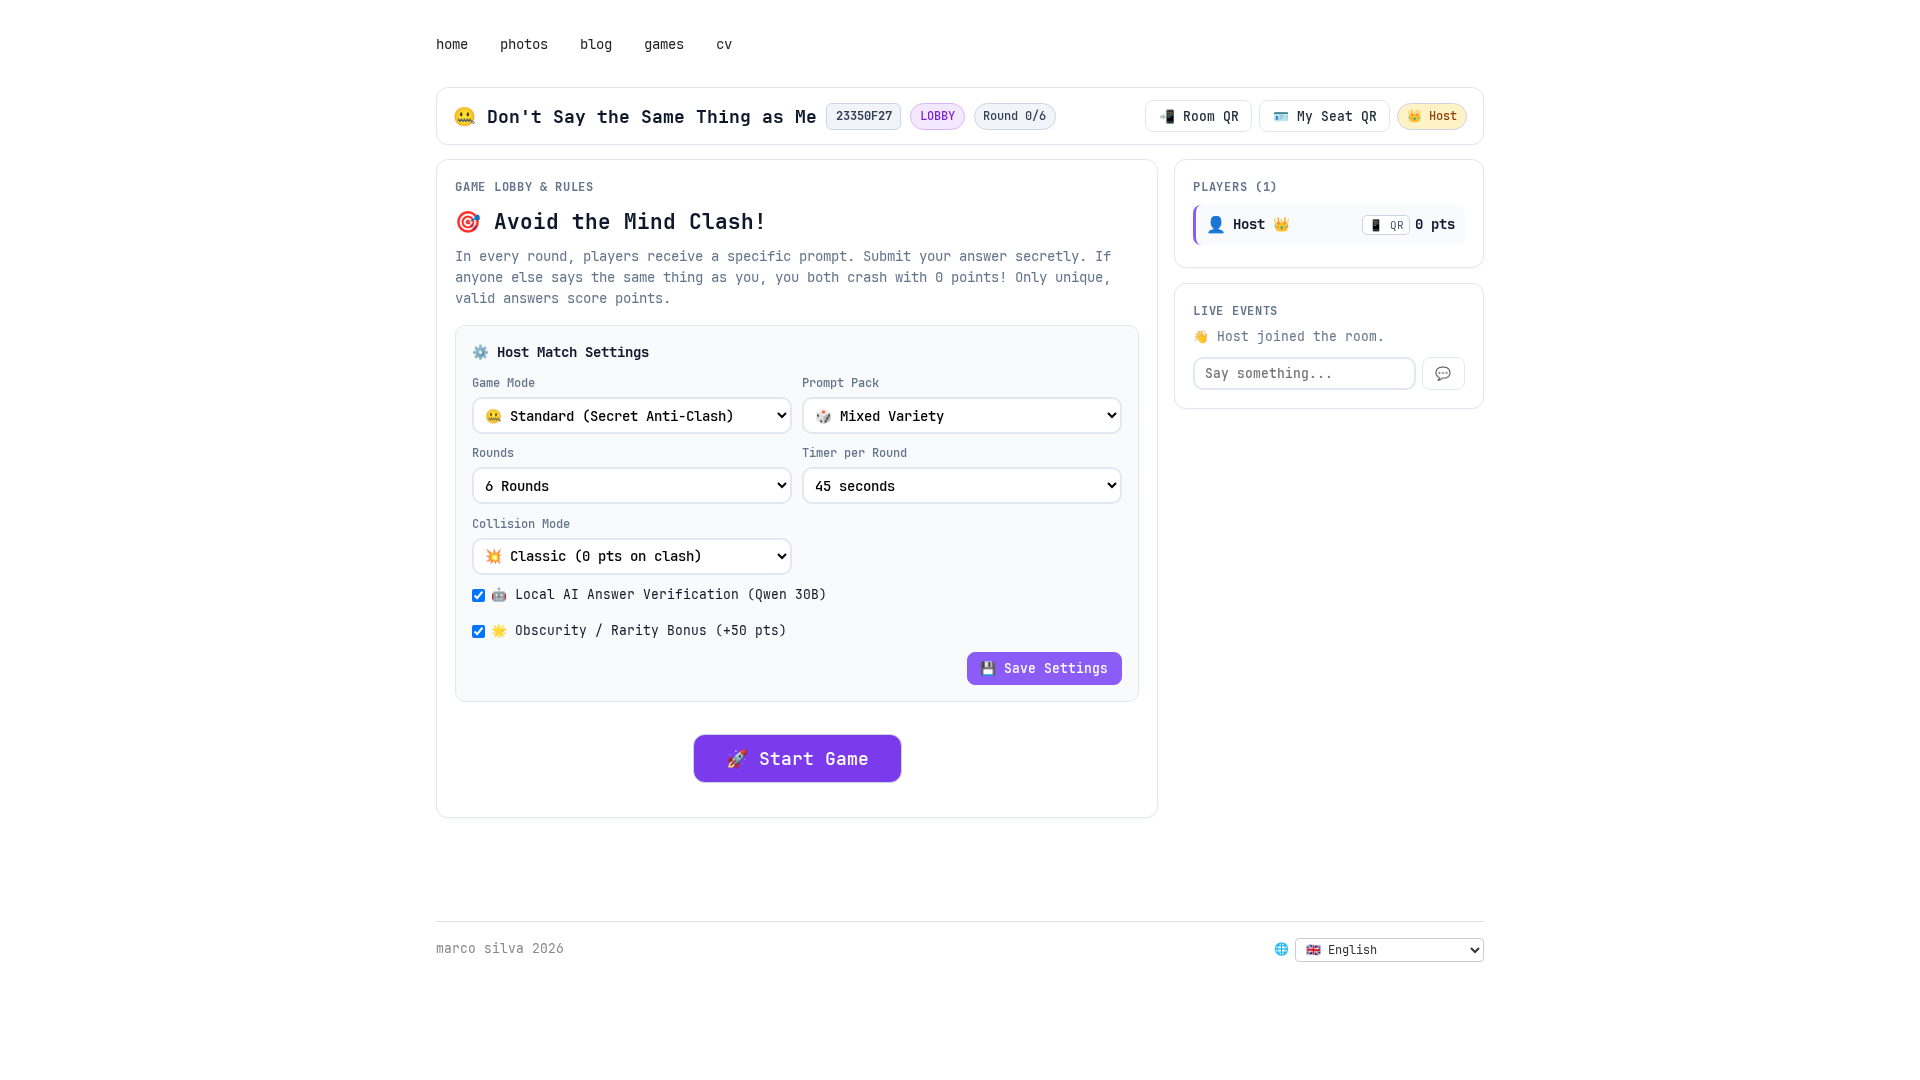 home photos blog games cv
🤐 Don't Say the Same Thing as Me 23350F27 LOBBY Round 0/6 📲 Room QR 🪪 My Seat QR 👑 Host
GAME LOBBY & RULES
🎯 Avoid the Mind Clash!
In every round, players receive a specific prompt. Submit your answer secretly. If
anyone else says the same thing as you, you both crash with 0 points! Only unique,
valid answers score points.
⚙️ Host Match Settings
Game Mode Prompt Pack
🤐 Standard (Secret Anti-Clash) 🎲 Mixed Variety
Rounds Timer per Round
6 Rounds 45 seconds
Collision Mode
💥 Classic (0 pts on clash)
🤖 Local AI Answer Verification (Qwen 30B)
🌟 Obscurity / Rarity Bonus (+50 pts)
💾 Save Settings
🚀 Start Game
PLAYERS (1)
👤 Host 👑 📱 QR 0 pts
LIVE EVENTS
👋 Host joined the room.
Say something... 💬
marco silva 2026 🌐 🇬🇧 English